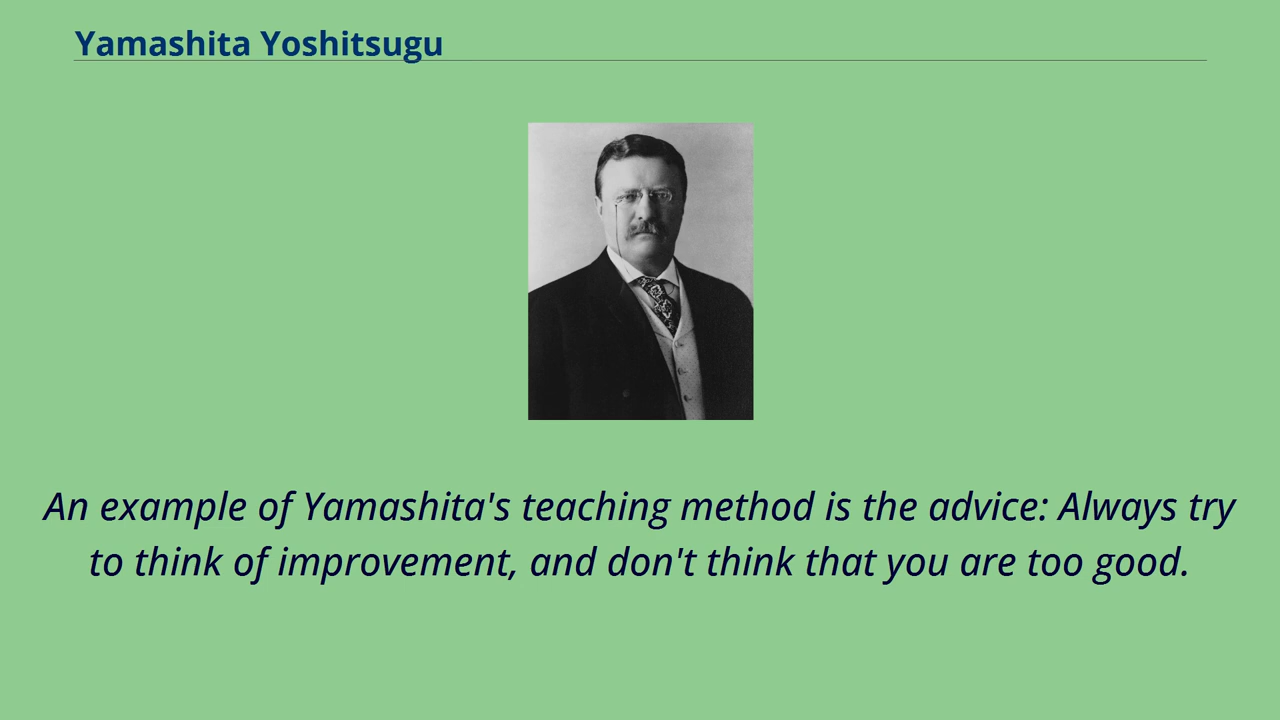 Yamashita Yoshitsugu
An example of Yamashita's teaching method is the advice: Always try
to think of improvement, and don't think that you are too good.